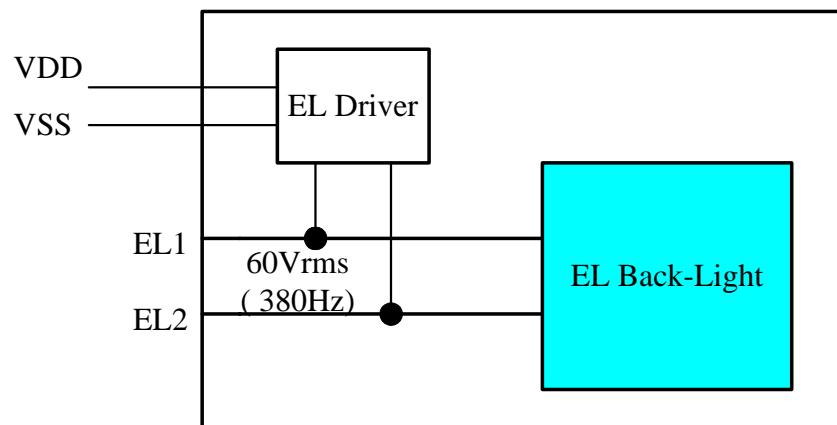 VDD
VSS
EL Driver
EL1
60Vrms
( 380Hz)
EL2
EL Back-Light